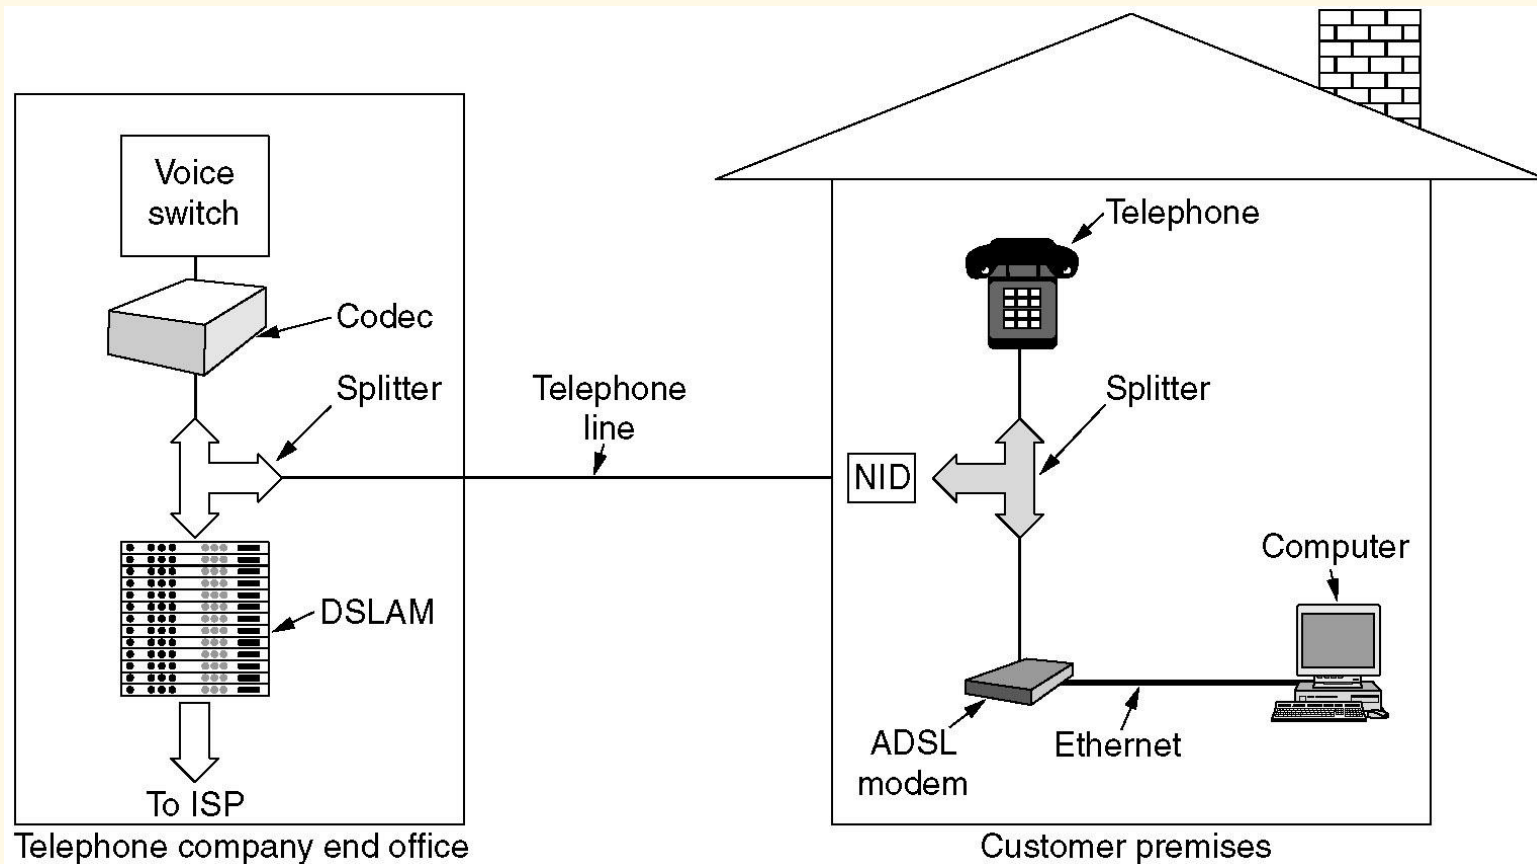 Voice
switch
Codec
Splitter
DSLAM
To ISP
Telephone company end office
Telephone
line
Telephone
Splitter
NID
Computer
ADSL
modem
Ethernet
Customer premises